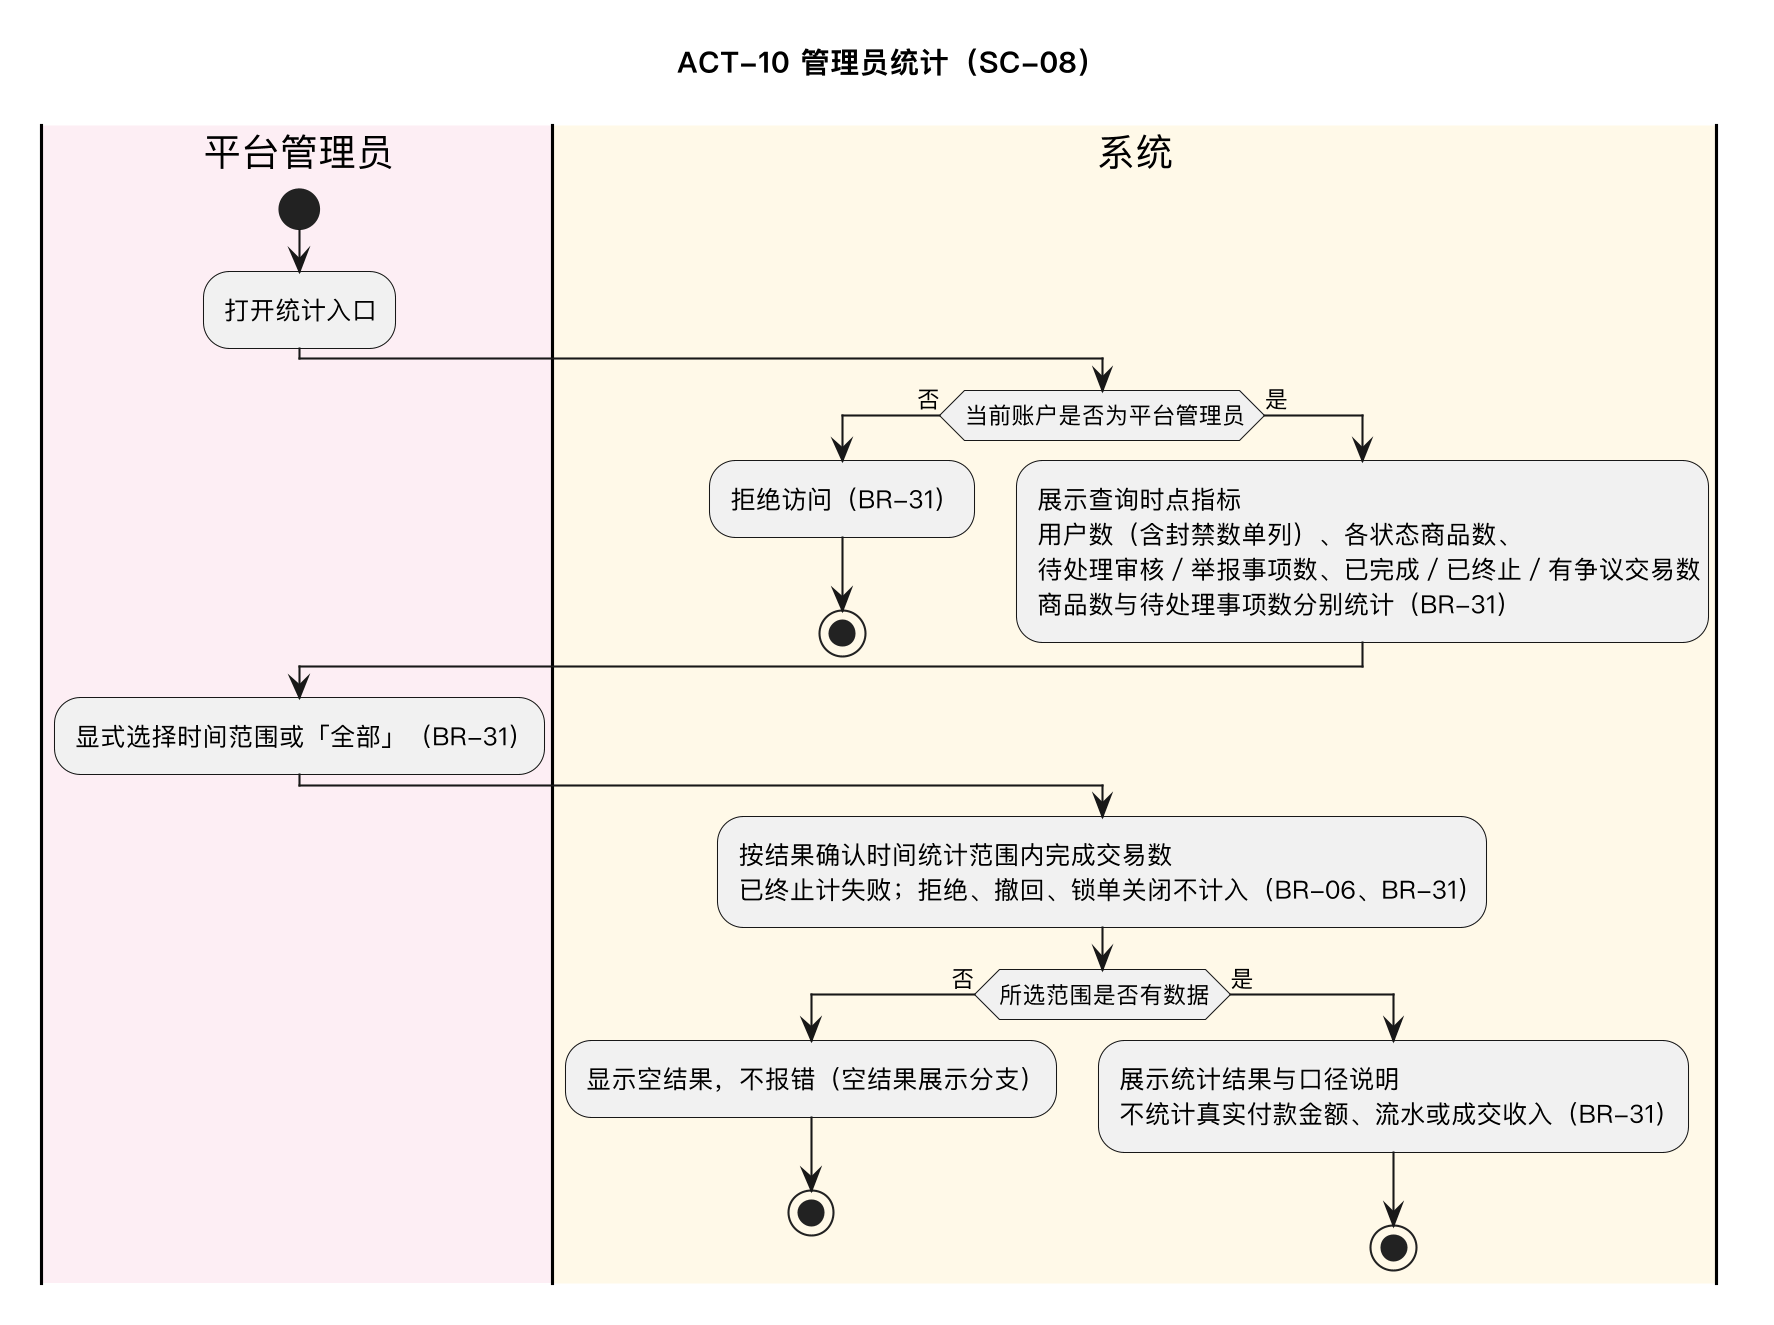 ACT-10 管理员统计（SC-08）
平台管理员
系统
打开统计入口
否
当前账户是否为平台管理员
是
拒绝访问（BR-31）
展示查询时点指标
用户数（含封禁数单列）、各状态商品数、
待处理审核 / 举报事项数、已完成 / 已终止 / 有争议交易数
商品数与待处理事项数分别统计（BR-31）
显式选择时间范围或「全部」（BR-31）
按结果确认时间统计范围内完成交易数
已终止计失败；拒绝、撤回、锁单关闭不计入（BR-06、BR-31）
否
所选范围是否有数据
是
显示空结果，不报错（空结果展示分支）
展示统计结果与口径说明
不统计真实付款金额、流水或成交收入（BR-31）